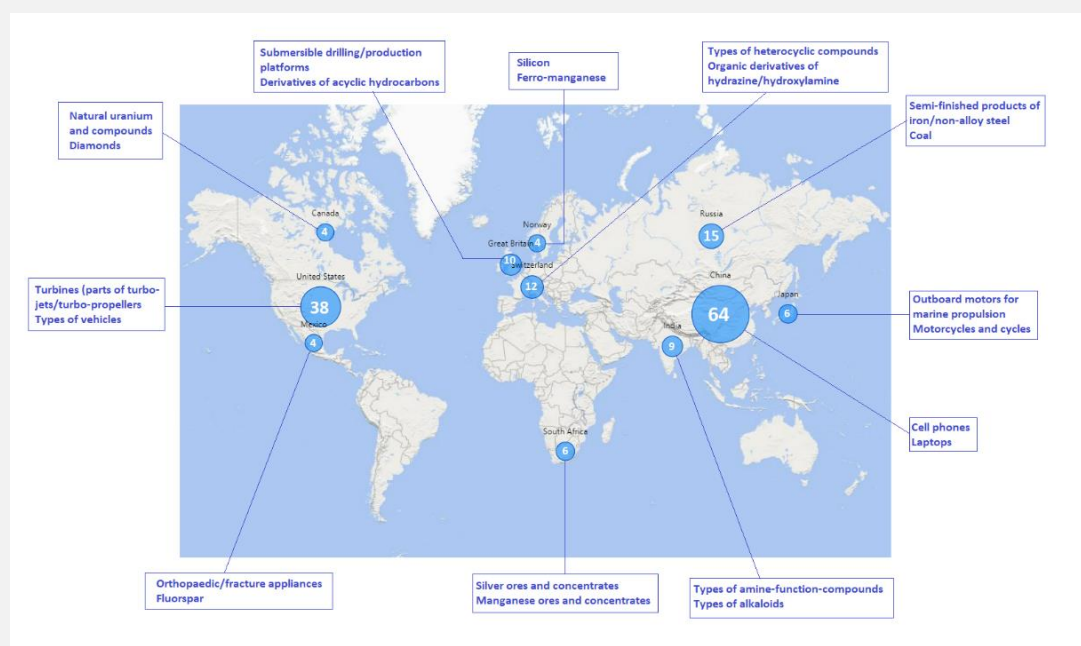 Submersible drilling/production
platforms
Derivatives of acyclic hydrocarbons
Silicon
Ferro-manganese
Types of heterocyclic compounds
Organic derivatives of
hydrazine/hydroxylamine
Natural uranium
and compounds
Diamonds
Semi-finished products of
iron/non-alloy steel
Coal
Canada
4
Norway
4
Russia
15
Great Britain
10
Switzerland
12
United States
38
China
64
Japan
6
Mexico
4
India
9
Turbines (parts of turbo-
jets/turbo-propellers
Types of vehicles
Outboard motors for
marine propulsion
Motorcycles and cycles
Cell phones
Laptops
South Africa
6
Orthopaedic/fracture appliances
Fluorspar
Silver ores and concentrates
Manganese ores and concentrates
Types of amine-function-compounds
Types of alkaloids